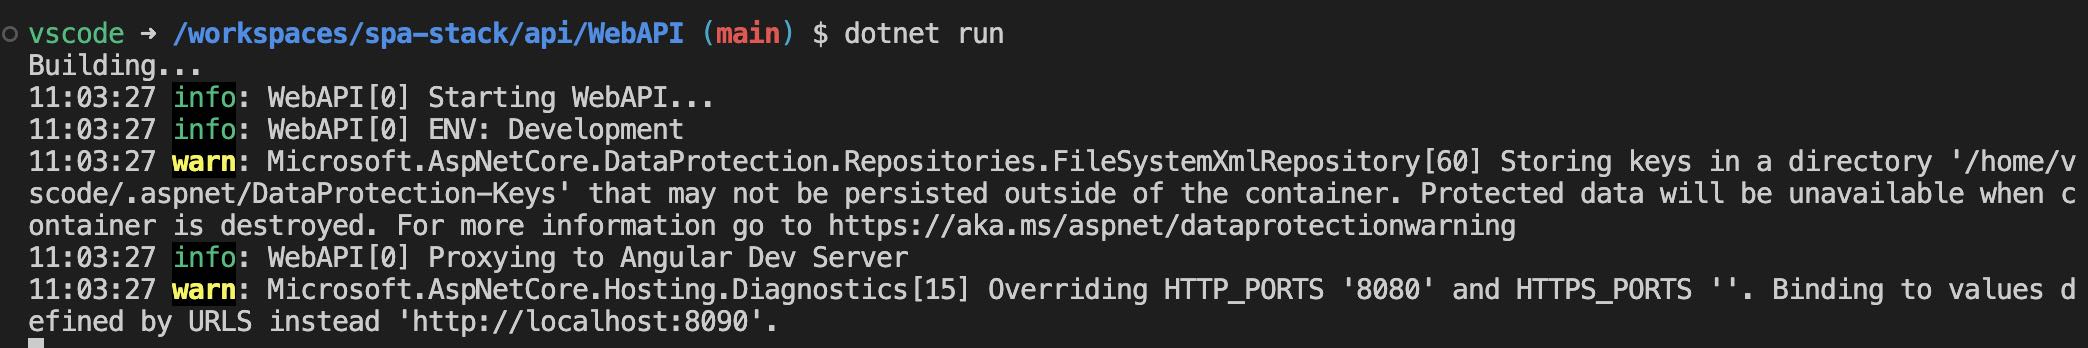 vscode ➜ /workspaces/spa-stack/api/WebAPI (main) $ dotnet run
Building...
11:03:27 info: WebAPI[0] Starting WebAPI...
11:03:27 info: WebAPI[0] ENV: Development
11:03:27 warn: Microsoft.AspNetCore.DataProtection.Repositories.FileSystemXmlRepository[60] Storing keys in a directory '/home/v
scode/.aspnet/DataProtection-Keys' that may not be persisted outside of the container. Protected data will be unavailable when c
ontainer is destroyed. For more information go to https://aka.ms/aspnet/dataprotectionwarning
11:03:27 info: WebAPI[0] Proxying to Angular Dev Server
11:03:27 warn: Microsoft.AspNetCore.Hosting.Diagnostics[15] Overriding HTTP_PORTS '8080' and HTTPS_PORTS ''. Binding to values d
efined by URLS instead 'http://localhost:8090'.